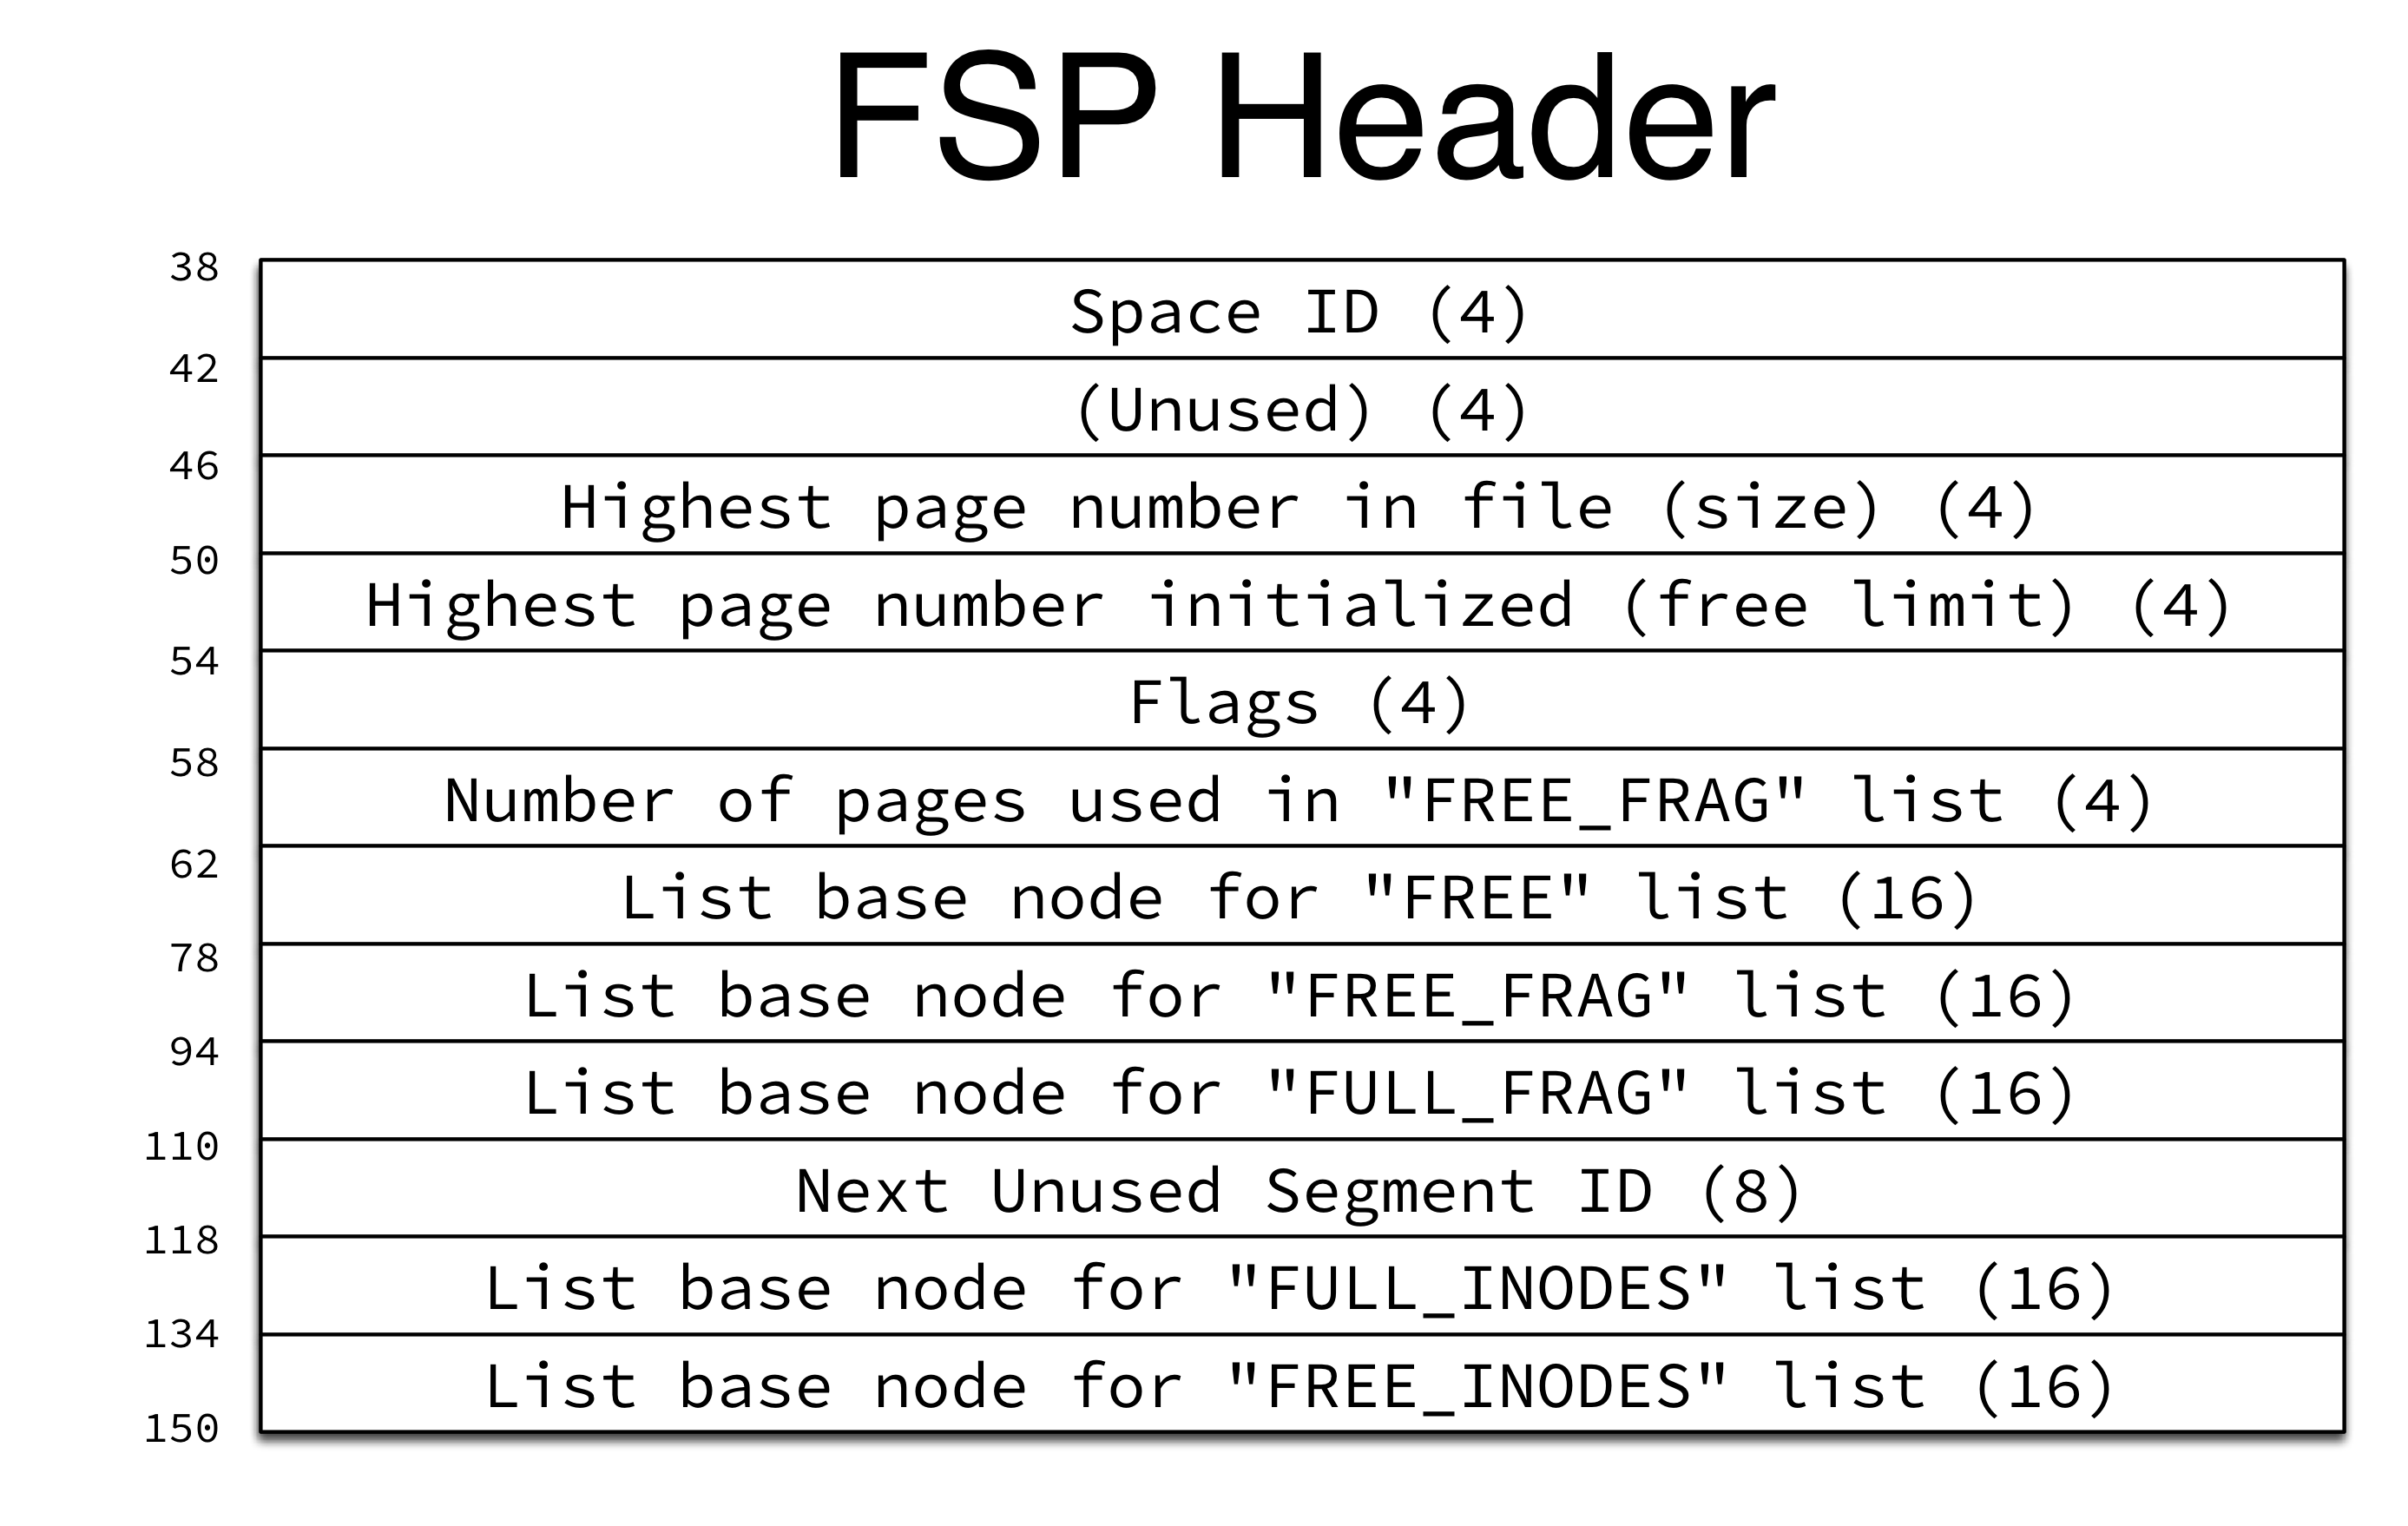 FSP Header
38
Space ID (4)
42
(Unused) (4)
46
Highest page number in file (size) (4)
50
Highest page number initialized (free limit) (4)
54
Flags (4)
58
Number of pages used in "FREE_FRAG" list (4)
62
List base node for "FREE" list (16)
78
List base node for "FREE_FRAG" list (16)
94
List base node for "FULL_FRAG" list (16)
110
Next Unused Segment ID (8)
118
List base node for "FULL_INODES" list (16)
134
List base node for "FREE_INODES" list (16)
150